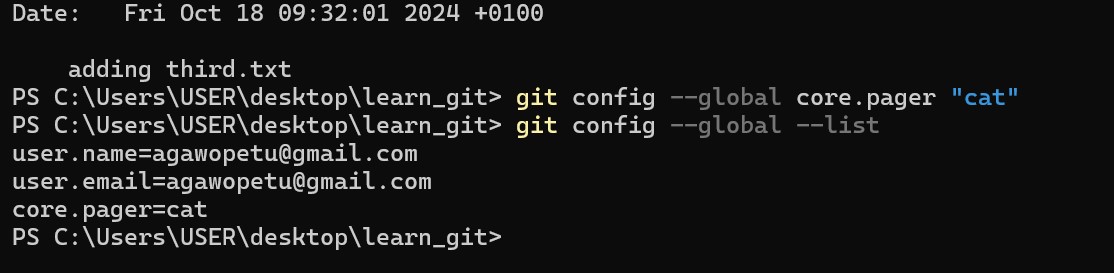 Date:   Fri Oct 18 09:32:01 2024 +0100
adding third.txt
PS C:\Users\USER\desktop\learn_git> git config --global core.pager "cat"
PS C:\Users\USER\desktop\learn_git> git config --global --list
user.name=agawopetu@gmail.com
user.email=agawopetu@gmail.com
core.pager=cat
PS C:\Users\USER\desktop\learn_git>